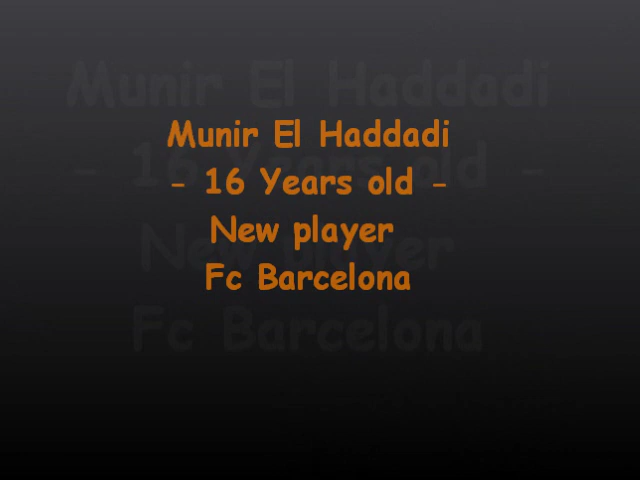 Munir El Haddadi
- 16 Years old -
New player
Fc Barcelona